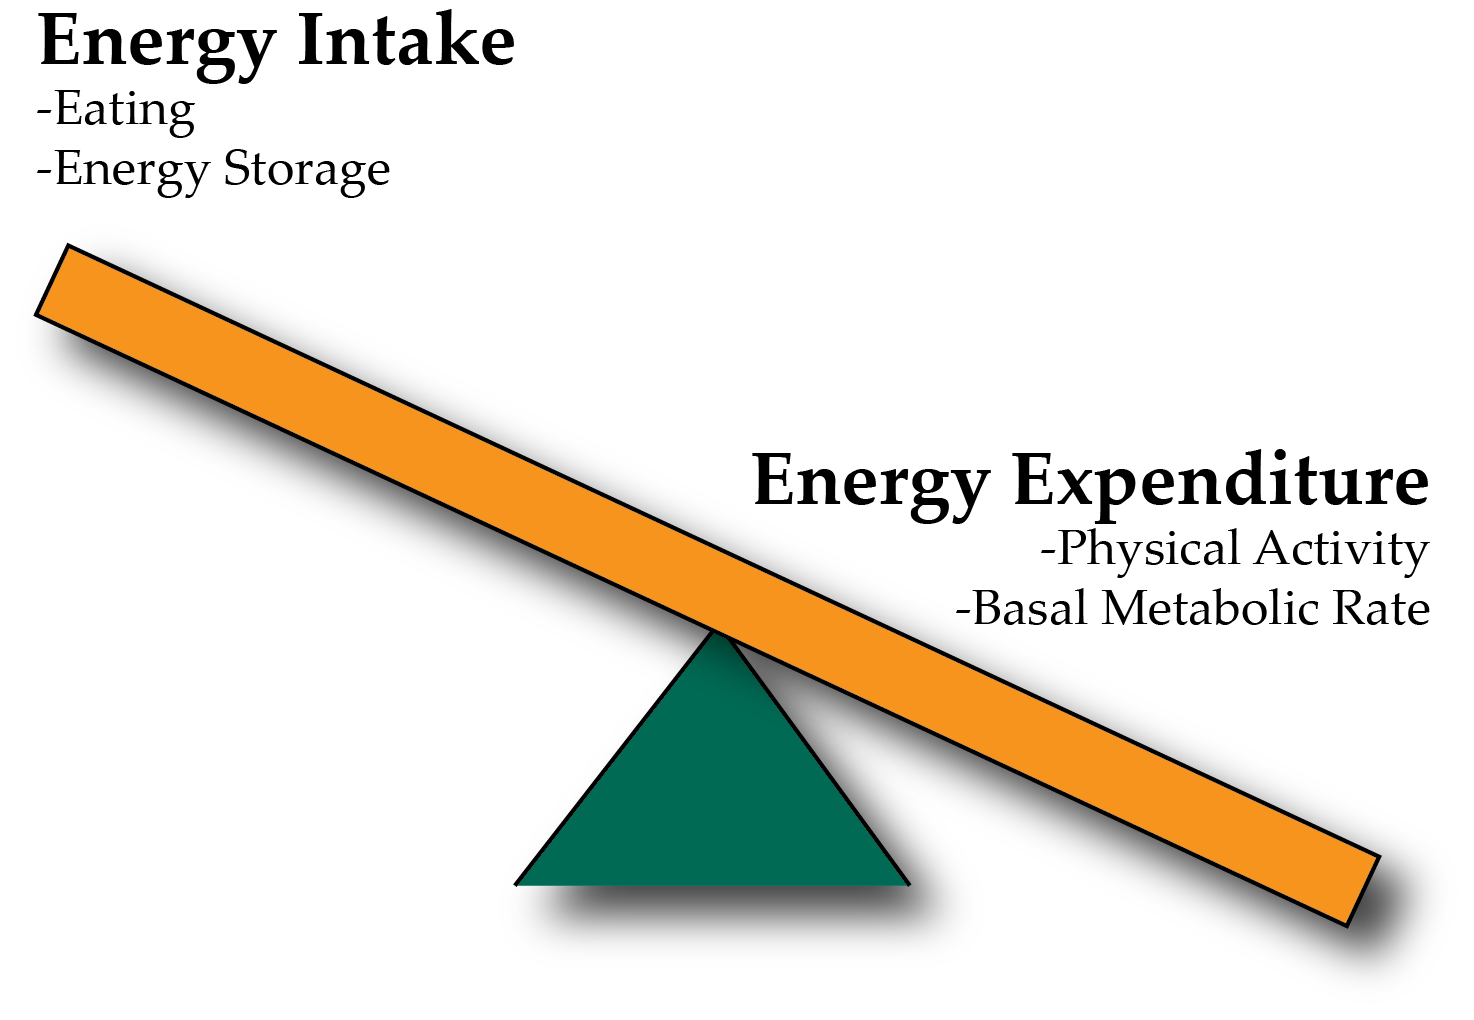 Energy Intake
-Eating
-Energy Storage
Energy Expenditure
-Physical Activity
-Basal Metabolic Rate